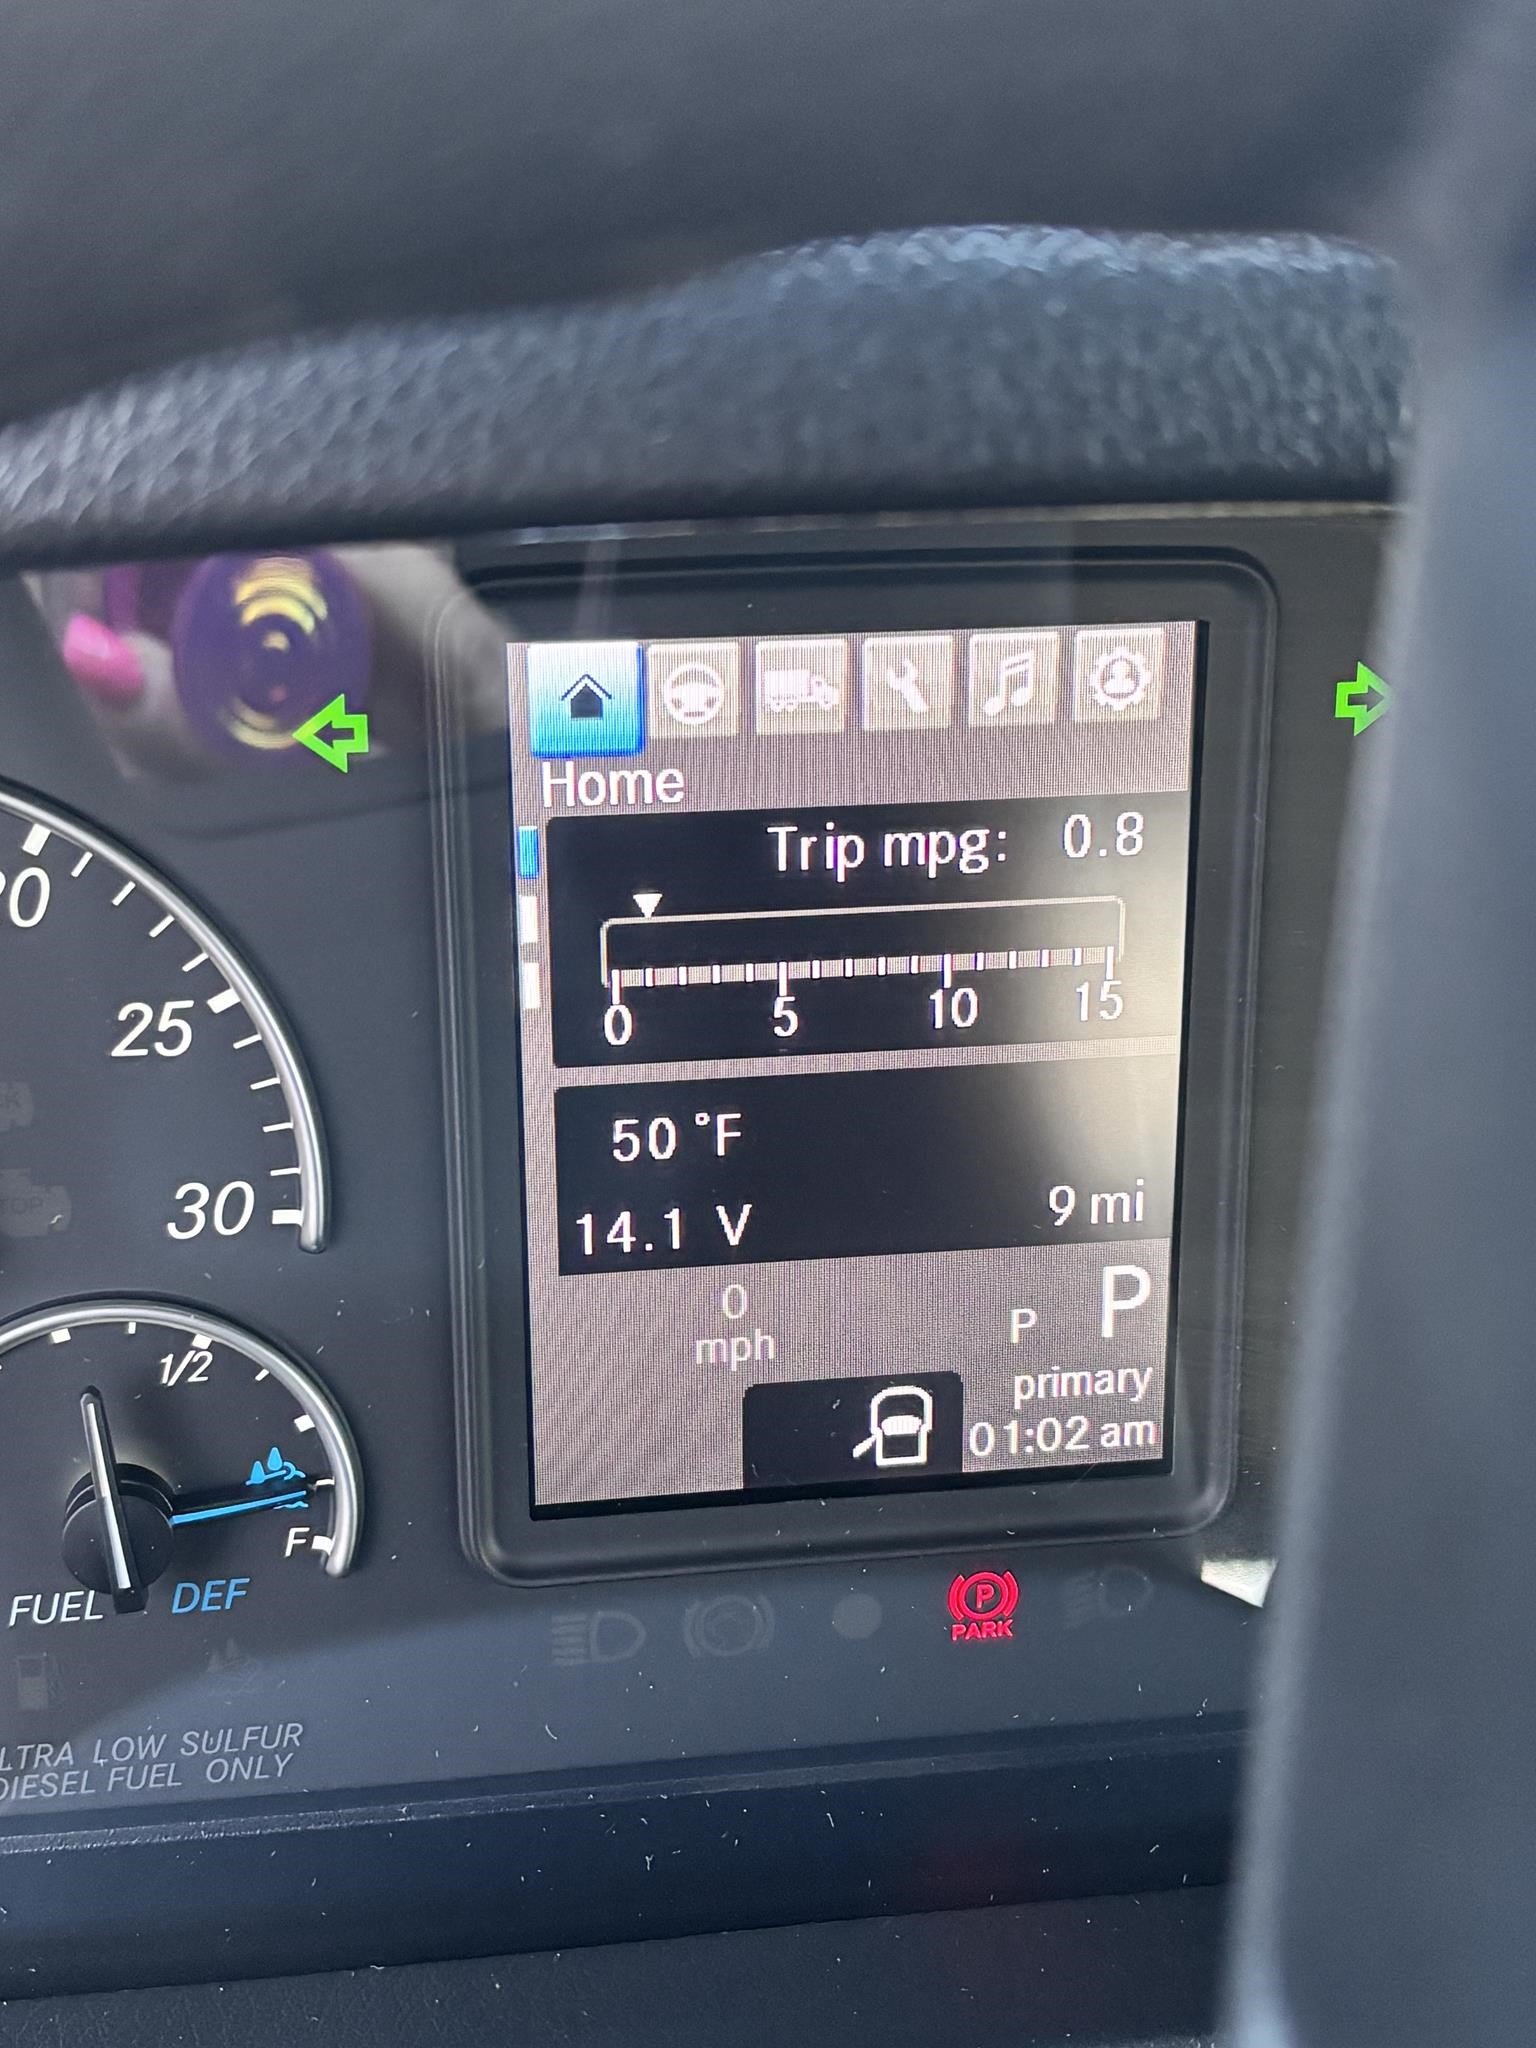 Home
Trip mpg: 0.8
0 5 10 15
50 °F
14.1 V 9 mi
0
mph
P P
primary
01:02 am
25
30
1/2
F
FUEL DEF
P
PARK
LOW SULFUR
DIESEL FUEL ONLY